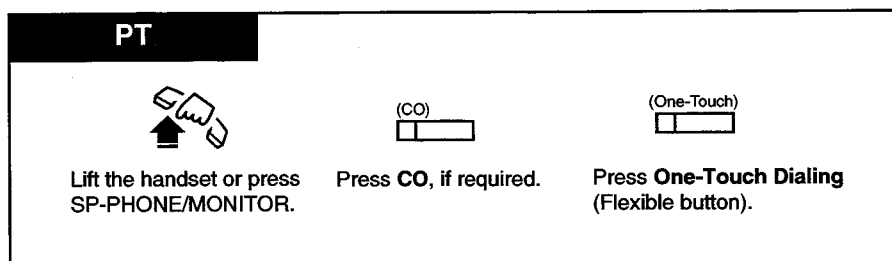 PT
(CO)
(One-Touch)
Lift the handset or press
SP-PHONE/MONITOR.
Press CO, if required.
Press One-Touch Dialing
(Flexible button).